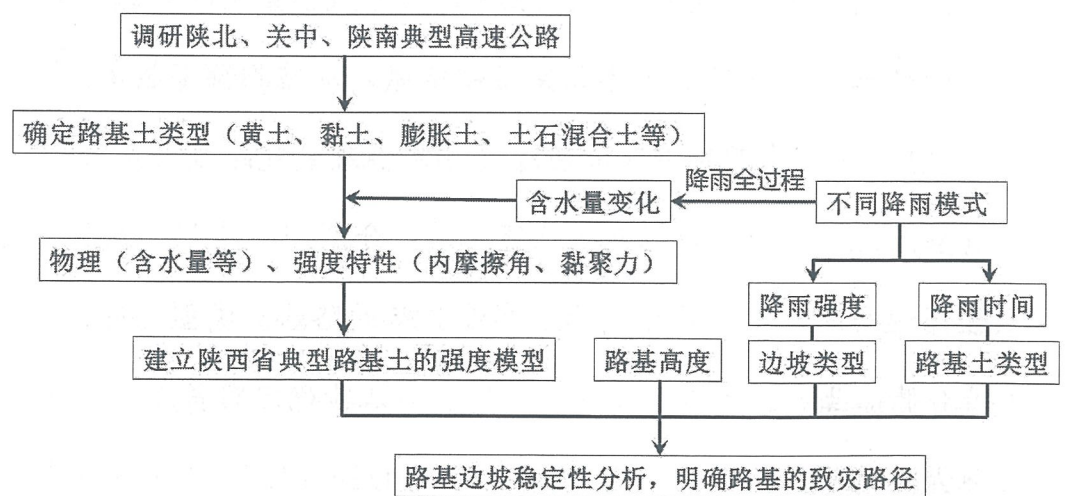 调研陕北、关中、陕南典型高速公路
确定路基土类型（黄土、黏土、膨胀土、土石混合土等）
降雨全过程
含水量变化
不同降雨模式
物理（含水量等）、强度特性（内摩擦角、黏聚力）
降雨强度
降雨时间
建立陕西省典型路基土的强度模型
路基高度
边坡类型
路基土类型
路基边坡稳定性分析，明确路基的致灾路径